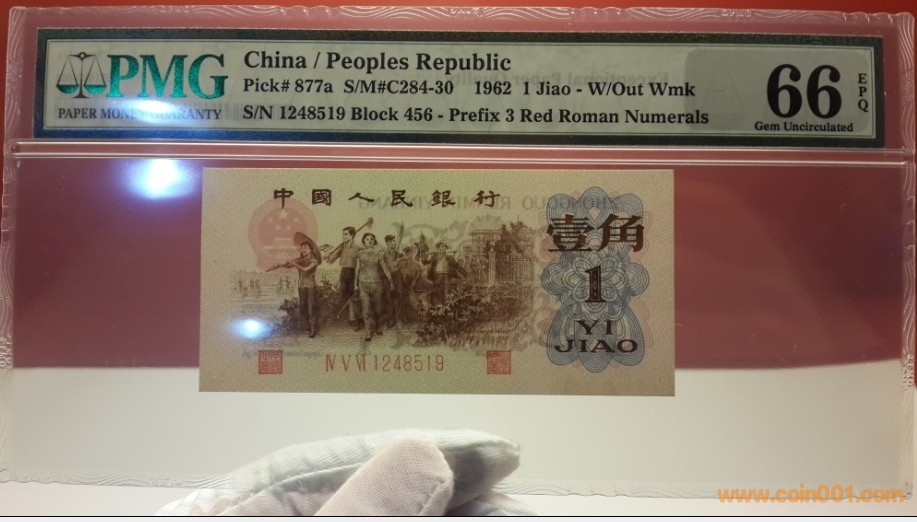 PMG
PAPER MONEY GUARANTY
China / Peoples Republic
Pick# 877a S/M#C284-30 1962 1 Jiao - W/Out Wmk
S/N 1248519 Block 456 - Prefix 3 Red Roman Numerals
66
EPQ
Gem Uncirculated
中國人民銀行
壹角
1
YI
JIAO
Ⅳ Ⅴ Ⅵ 1248519
www.coin001.com